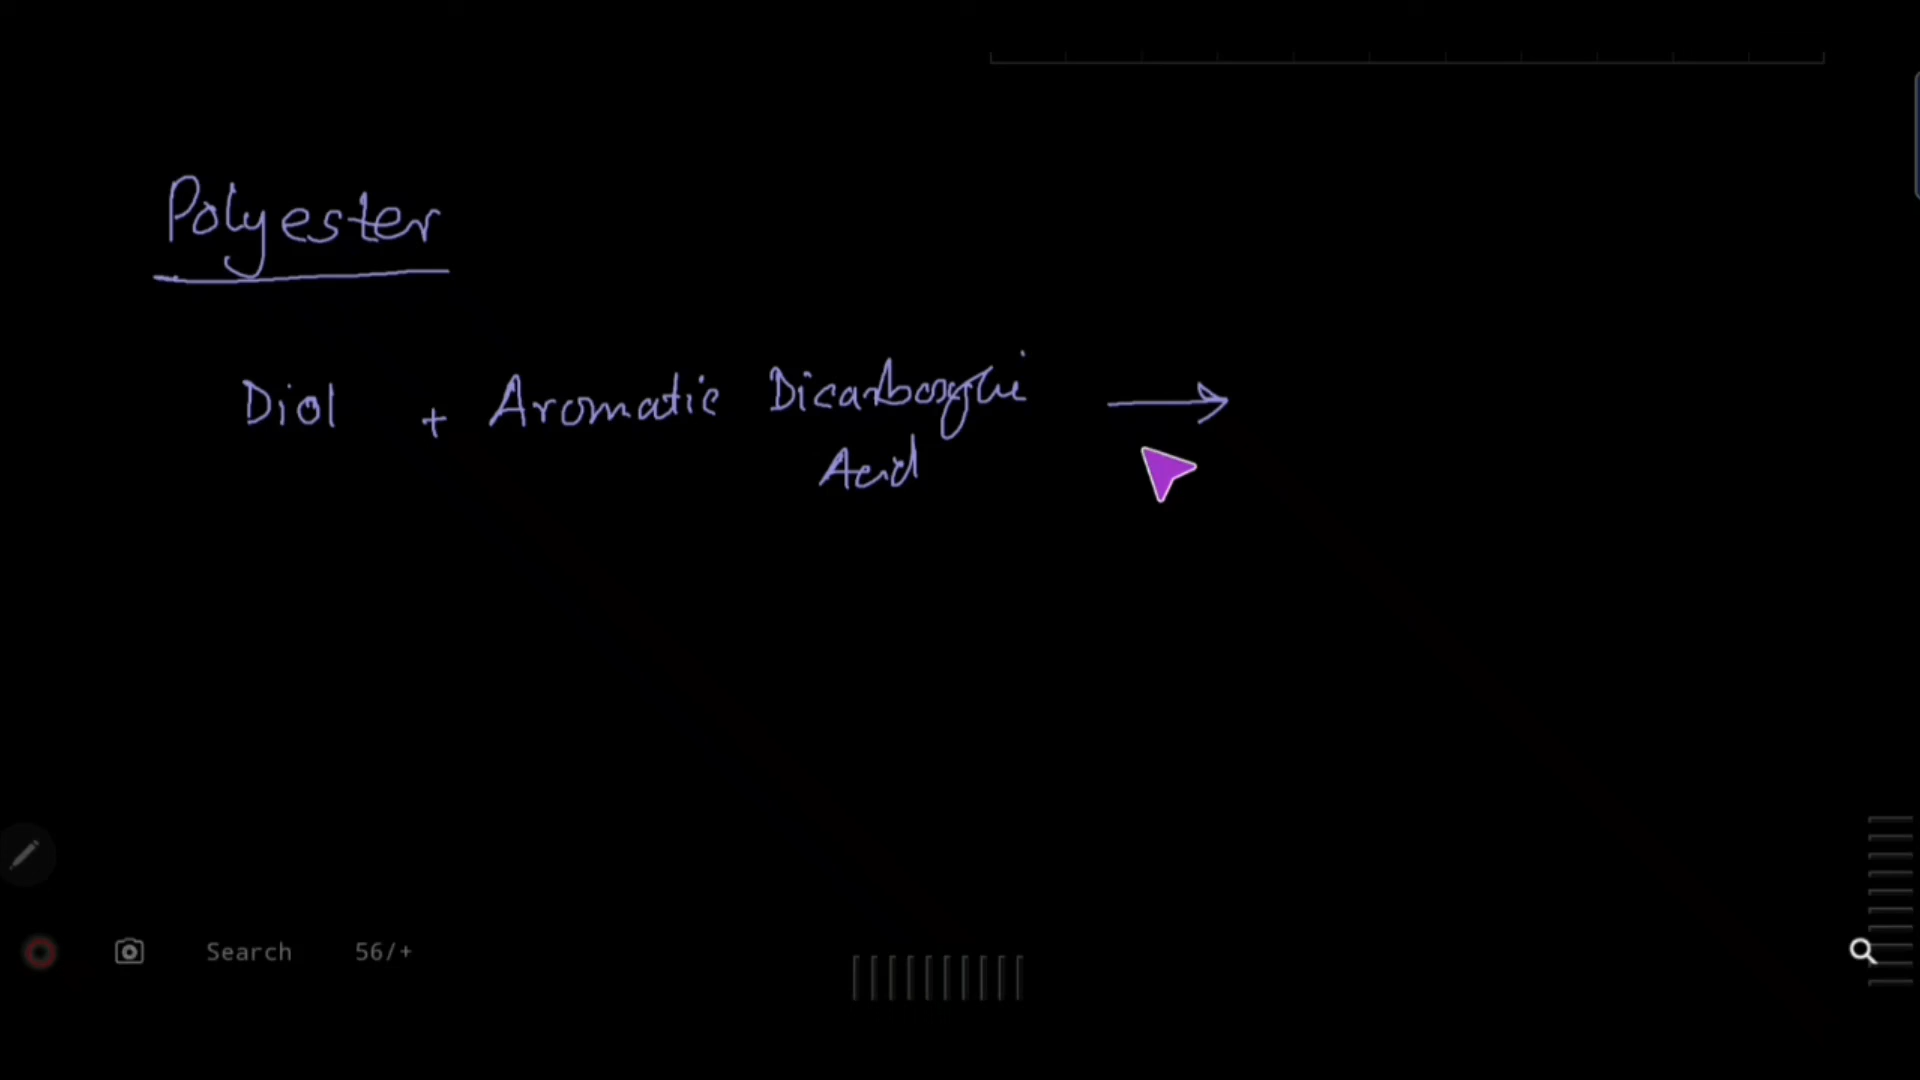 Polyester
Diol + Aromatic Dicarboxylic →
Acid
Search 56/+